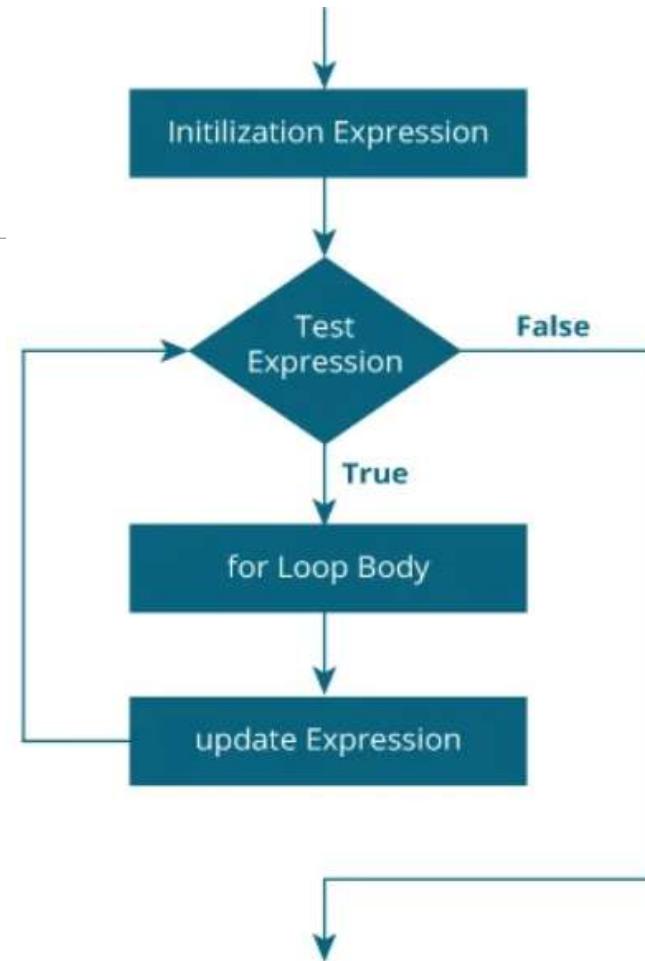 Initilization Expression
Test
Expression
False
True
for Loop Body
update Expression